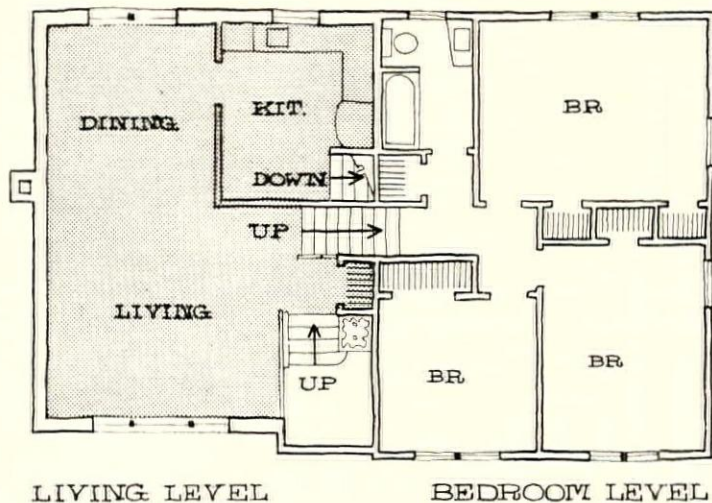 DINING
KIT.
BR
DOWN
UP
LIVING
UP
BR
BR
LIVING LEVEL
BEDROOM LEVEL